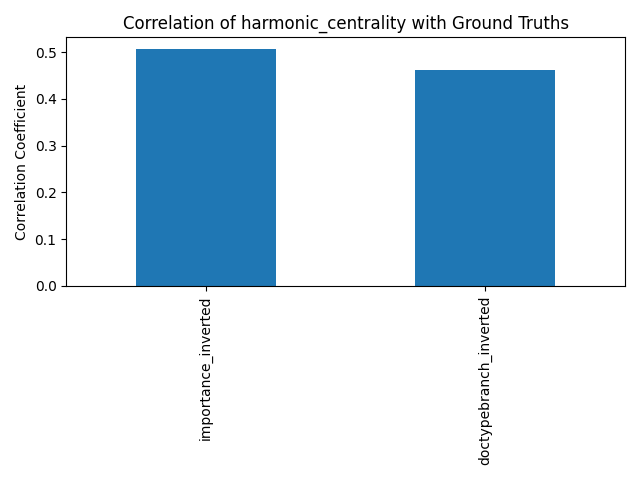 Correlation of harmonic_centrality with Ground Truths
Correlation Coefficient
0.5
0.4
0.3
0.2
0.1
0.0
importance_inverted
doctypebranch_inverted